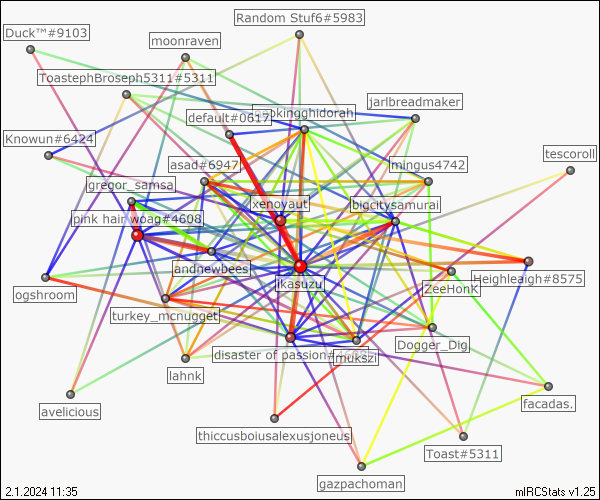 Random Stuf6#5983
Duck™#9103
moonraven
ToastephBroseph5311#5311
jarlbreadmaker
default#0617
kingghidorah
Knowun#6424
tescoroll
asad#6947
mingus4742
gregor_samsa
xenoyaut
bigcitysamurai
pink hair woag#4608
andnewbees
Heighleigh#8575
ikasuzu
ZeeHonk
ogshroom
turkey_mcnugget
Dogger_Dig
disaster of passion#
mukszi
lahnk
facadas.
avelicious
thiccusboiusalexusjoneus
Toast#5311
gazpachoman
2.1.2024 11:35
mIRCStats v1.25